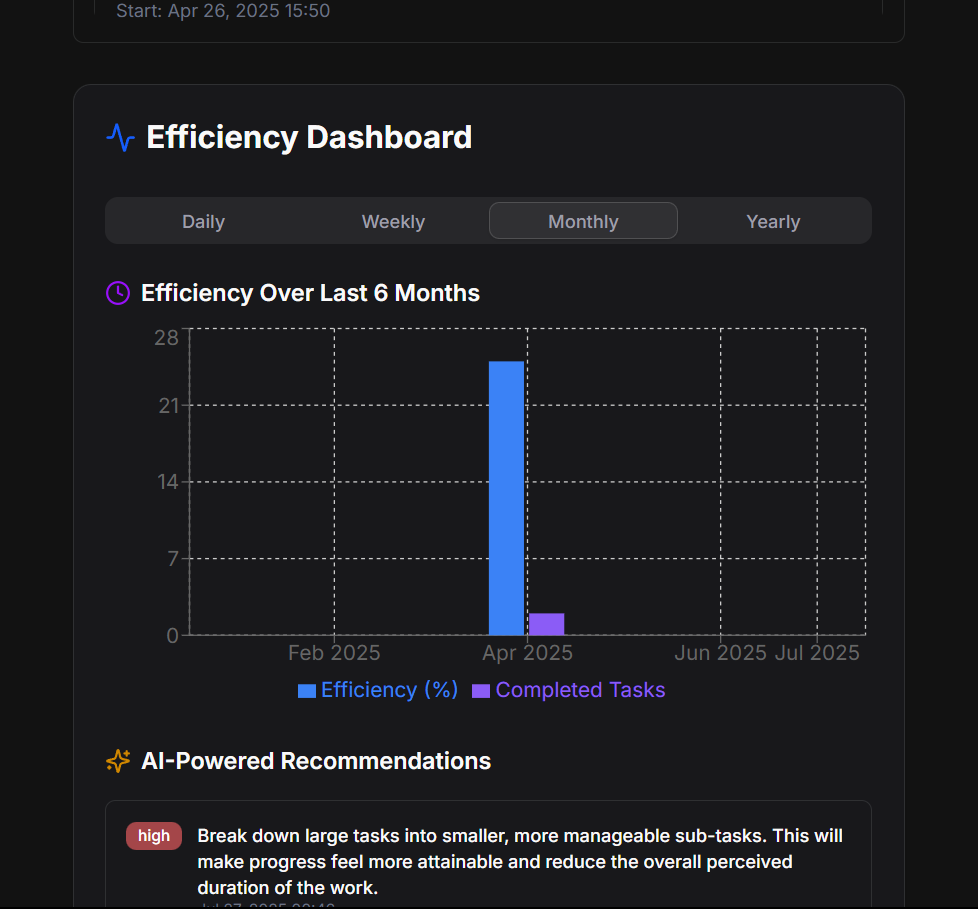 Start: Apr 26, 2025 15:50
Efficiency Dashboard
Daily Weekly Monthly Yearly
Efficiency Over Last 6 Months
28
21
14
7
0
Feb 2025 Apr 2025 Jun 2025 Jul 2025
Efficiency (%) Completed Tasks
AI-Powered Recommendations
high
Break down large tasks into smaller, more manageable sub-tasks. This will
make progress feel more attainable and reduce the overall perceived
duration of the work.